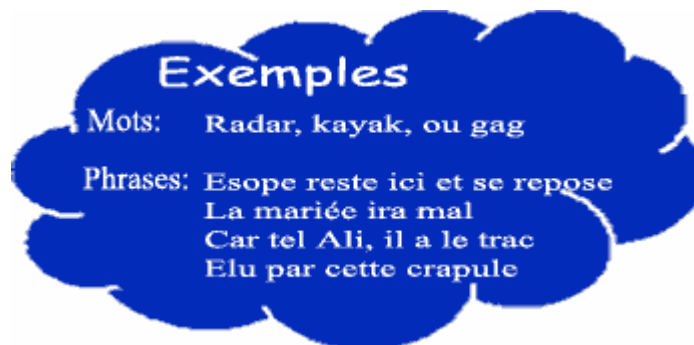 Exemples
Mots: Radar, kayak, ou gag
Phrases: Esope reste ici et se repose
La mariée ira mal
Car tel Ali, il a le trac
Elu par cette crapule